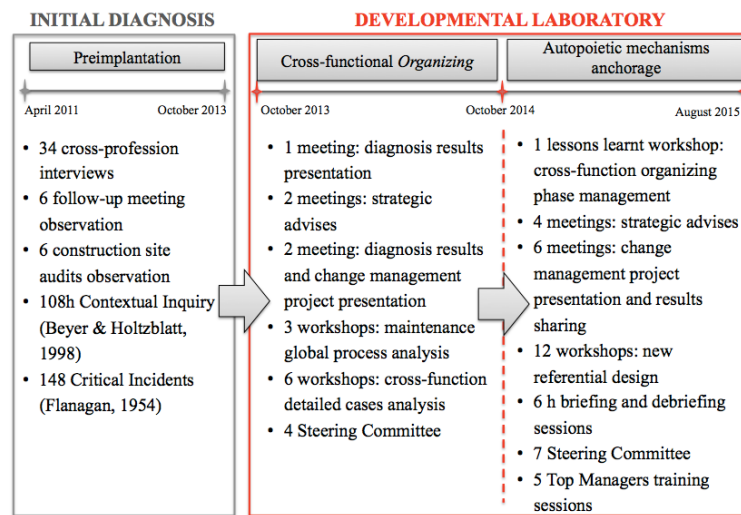 INITIAL DIAGNOSIS
DEVELOPMENTAL LABORATORY
Preimplantation
Cross-functional Organizing
Autopoietic mechanisms
anchorage
April 2011
October 2013
October 2013
October 2014
August 2015
• 34 cross-profession
interviews
• 6 follow-up meeting
observation
• 6 construction site
audits observation
• 108h Contextual Inquiry
(Beyer & Holtzblatt,
1998)
• 148 Critical Incidents
(Flanagan, 1954)
• 1 meeting: diagnosis results
presentation
• 2 meetings: strategic
advises
• 2 meeting: diagnosis results
and change management
project presentation
• 3 workshops: maintenance
global process analysis
• 6 workshops: cross-function
detailed cases analysis
• 4 Steering Committee
• 1 lessons learnt workshop:
cross-function organizing
phase management
• 4 meetings: strategic advises
• 6 meetings: change
management project
presentation and results
sharing
• 12 workshops: new
referential design
• 6 h briefing and debriefing
sessions
• 7 Steering Committee
• 5 Top Managers training
sessions